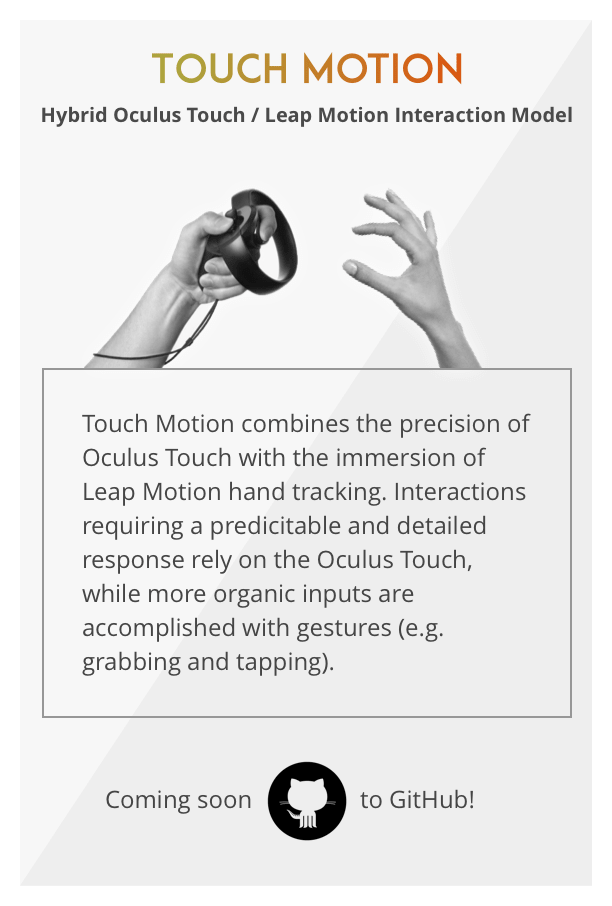 TOUCH MOTION
Hybrid Oculus Touch / Leap Motion Interaction Model
Touch Motion combines the precision of
Oculus Touch with the immersion of
Leap Motion hand tracking. Interactions
requiring a predicitable and detailed
response rely on the Oculus Touch,
while more organic inputs are
accomplished with gestures (e.g.
grabbing and tapping).
Coming soon to GitHub!